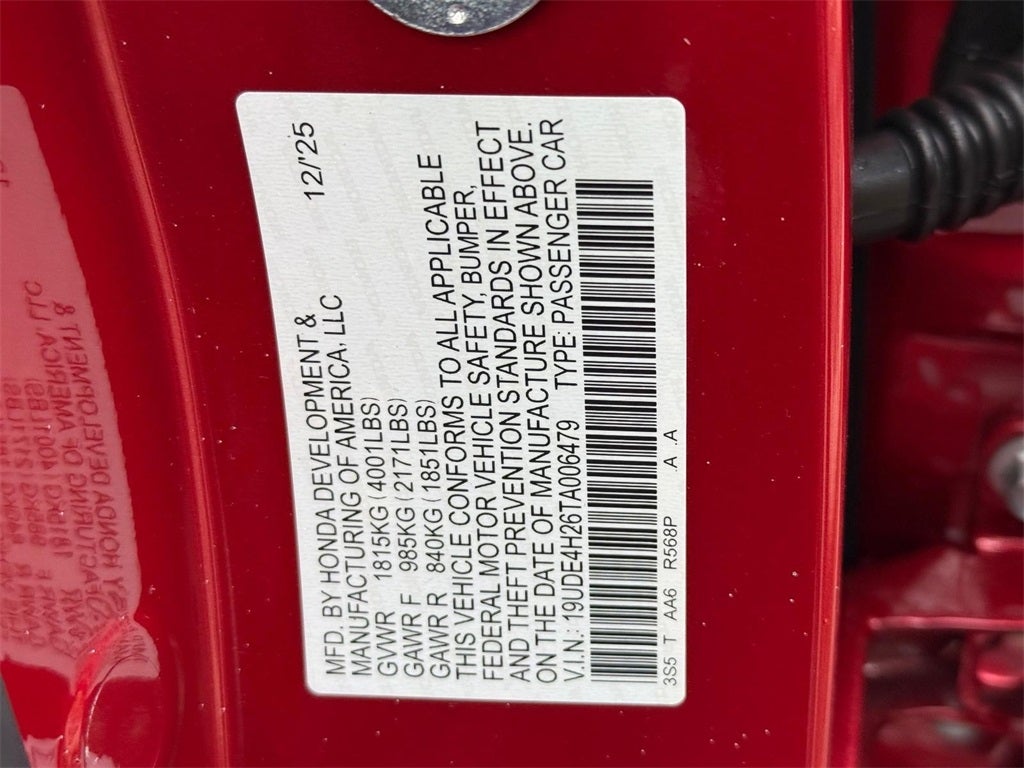 MFD. BY HONDA DEVELOPMENT & 12/'25
MANUFACTURING OF AMERICA, LLC
GVWR 1815KG (4001LBS)
GAWR F 985KG (2171LBS)
GAWR R 840KG (1851LBS)
THIS VEHICLE CONFORMS TO ALL APPLICABLE
FEDERAL MOTOR VEHICLE SAFETY, BUMPER,
AND THEFT PREVENTION STANDARDS IN EFFECT
ON THE DATE OF MANUFACTURE SHOWN ABOVE.
V.I.N.: 19UDE4H26TA006479 TYPE: PASSENGER CAR
3S5 T AA6 R568P .A .A